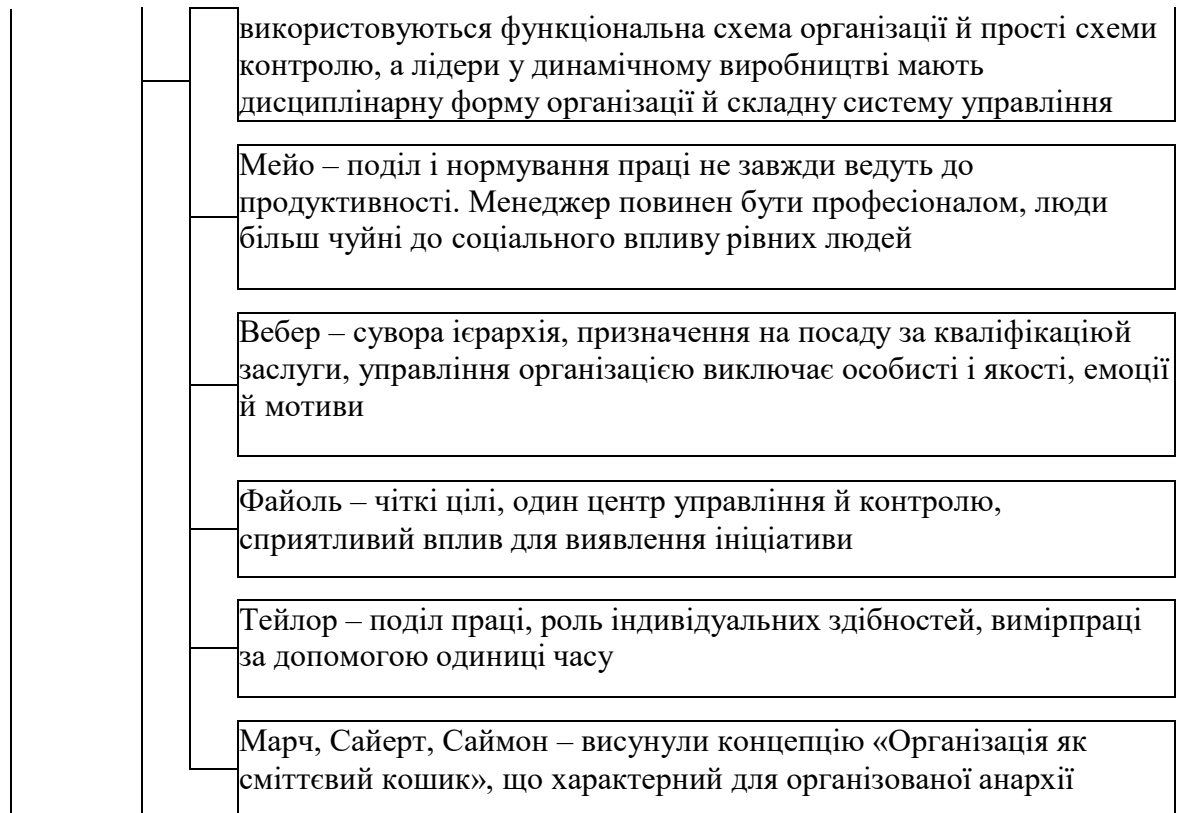 використовуються функціональна схема організації й прості схеми
контролю, а лідери у динамічному виробництві мають
дисциплінарну форму організації й складну систему управління
Мейо – поділ і нормування праці не завжди ведуть до
продуктивності. Менеджер повинен бути професіоналом, люди
більш чуйні до соціального впливу рівних людей
Вебер – сувора ієрархія, призначення на посаду за кваліфікаціюй
заслуги, управління організацією виключає особисті і якості, емоції
й мотиви
Файоль – чіткі цілі, один центр управління й контролю,
сприятливий вплив для виявлення ініціативи
Тейлор – поділ праці, роль індивідуальних здібностей, вимірпраці
за допомогою одиниці часу
Марч, Сайерт, Саймон – висунули концепцію «Організація як
сміттєвий кошик», що характерний для організованої анархії